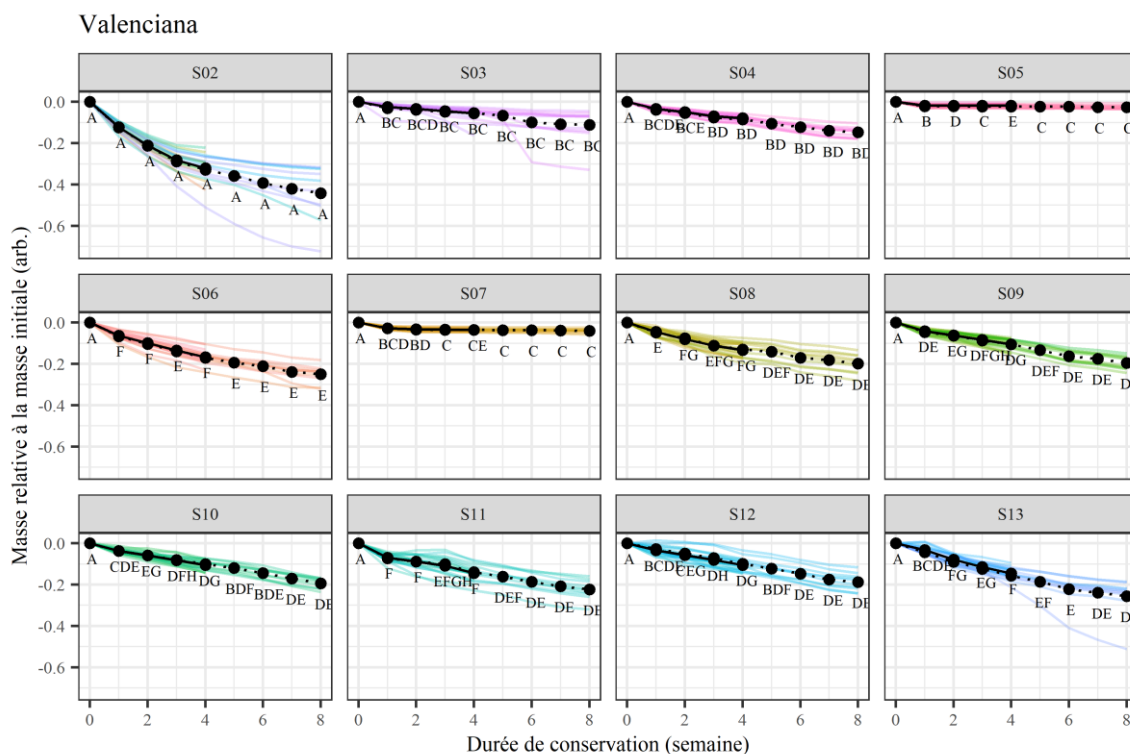 Valenciana
S02 S03 S04 S05
0.0
A A A A A A A A A
A BC BCD BC BC BC BC BC BC
A BCDE BCE BD BD BD BD BD BD
A B D C E C C C C
-0.2
-0.4
-0.6
S06 S07 S08 S09
0.0
A F F E F E E E E
A BCD BD C CE C C C C
A E FG EFG FG DEF DE DE DE
A DE EG DFGH DG DEF DE DE D
-0.2
-0.4
-0.6
S10 S11 S12 S13
0.0
A CDE EG DFH DG BDF BDE DE DE
A F F EFGH F DEF DE DE DE
A BCDE CEG DH DG BDF DE DE DE
A FG EG F EF E DE D
-0.2
-0.4
-0.6
0 2 4 6 8 0 2 4 6 8 0 2 4 6 8 0 2 4 6 8
Masse relative à la masse initiale (arb.)
Durée de conservation (semaine)